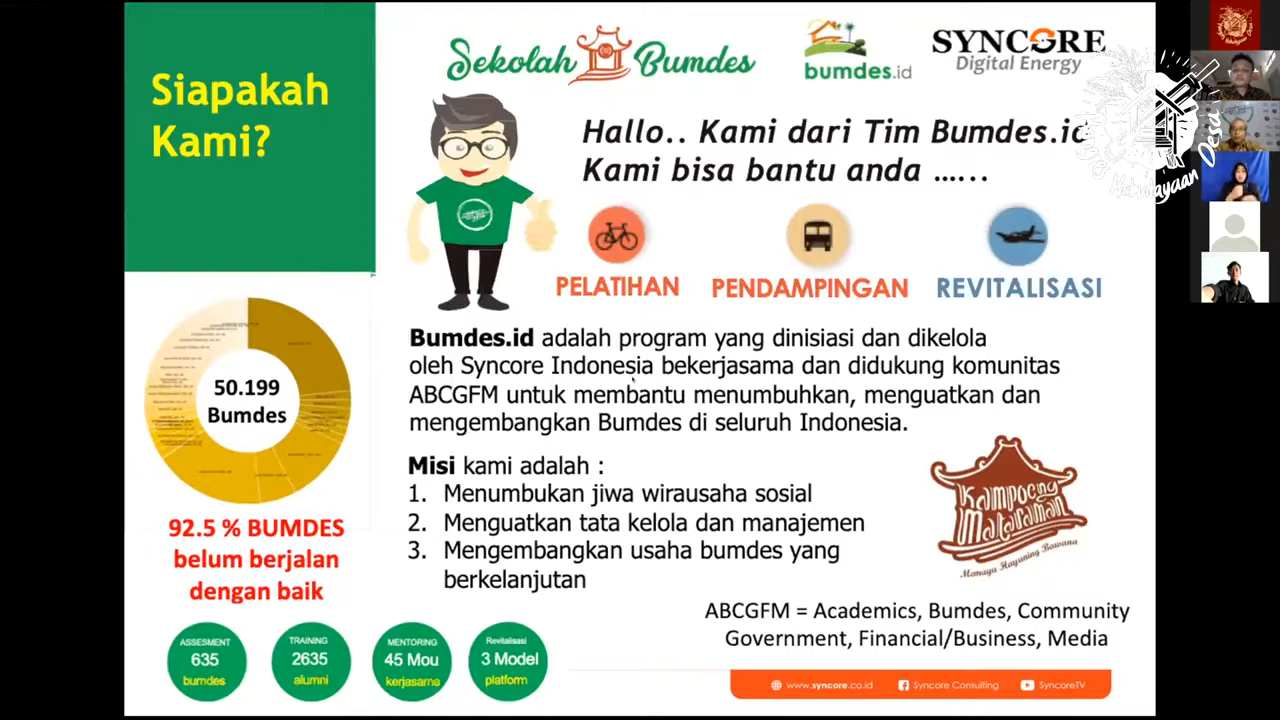 Siapakah
Kami?
Sekolah Bumdes
bumdes.id
SYNCORE
Digital Energy
Hallo.. Kami dari Tim Bumdes.id
Kami bisa bantu anda …...
PELATIHAN
PENDAMPINGAN
REVITALISASI
50.199
Bumdes
92.5 % BUMDES
belum berjalan
dengan baik
Bumdes.id adalah program yang dinisiasi dan dikelola
oleh Syncore Indonesia bekerjasama dan didukung komunitas
ABCGFM untuk membantu menumbuhkan, menguatkan dan
mengembangkan Bumdes di seluruh Indonesia.
Misi kami adalah :
1. Menumbukan jiwa wirausaha sosial
2. Menguatkan tata kelola dan manajemen
3. Mengembangkan usaha bumdes yang
berkelanjutan
Kampoeng
Mataraman
Memayu Hayuning Bawana
ABCGFM = Academics, Bumdes, Community
Government, Financial/Business, Media
ASSESMENT
635
bumdes
TRAINING
2635
alumni
MENTORING
45 Mou
kerjasama
Revitalisasi
3 Model
platform
www.syncore.co.id
Syncore Consulting
SyncoreTV
Kebudayaan Desa